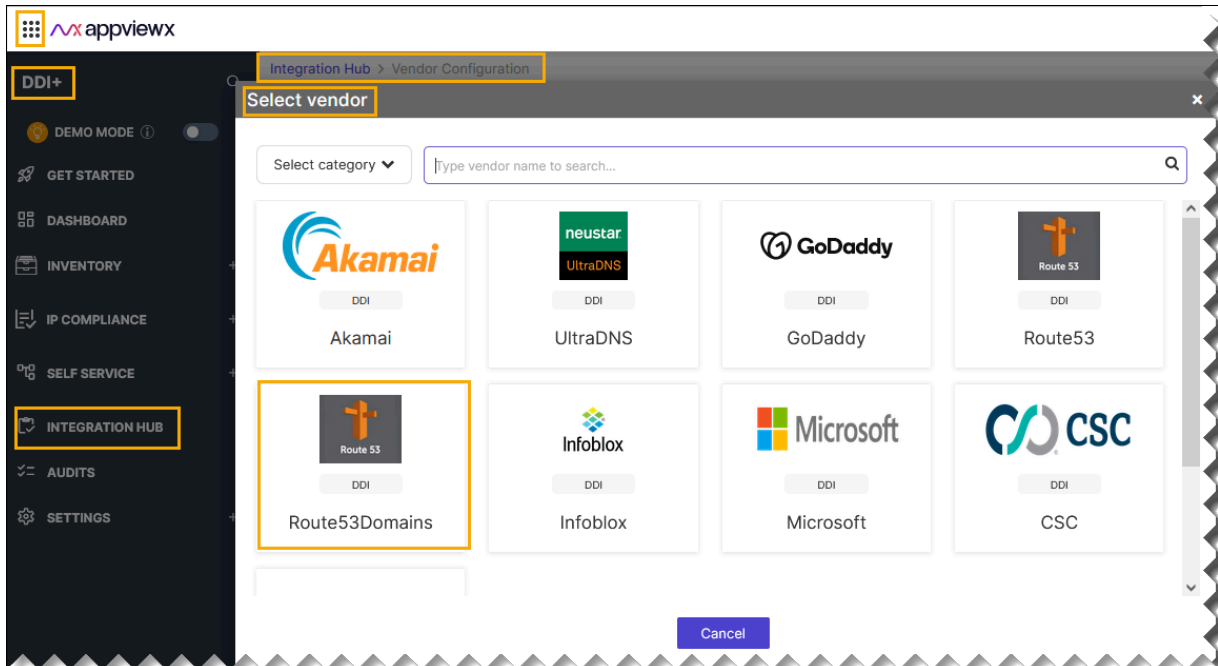 appviewx
DDI+
DEMO MODE
GET STARTED
DASHBOARD
INVENTORY +
IP COMPLIANCE +
SELF SERVICE +
INTEGRATION HUB
AUDITS
SETTINGS +
Integration Hub > Vendor Configuration
Select vendor ×
Select category
Type vendor name to search...
Akamai
DDI
Akamai
neustar
UltraDNS
DDI
UltraDNS
GoDaddy
DDI
GoDaddy
Route 53
DDI
Route53
Route 53
DDI
Route53Domains
Infoblox
DDI
Infoblox
Microsoft
DDI
Microsoft
CSC
DDI
CSC
Cancel